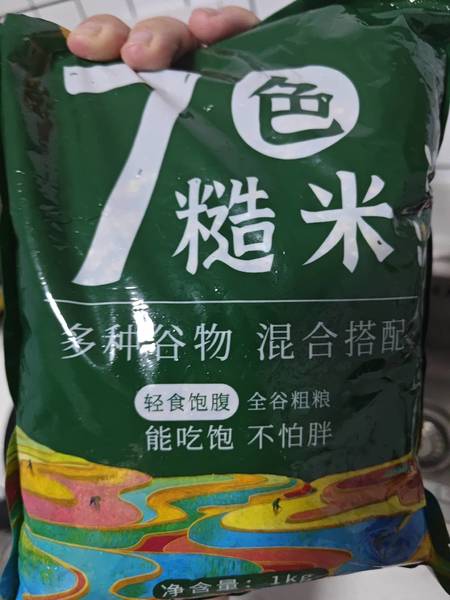 7色
糙米
多种谷物 混合搭配
轻食饱腹 全谷粗粮
能吃饱 不怕胖
净含量：1kg